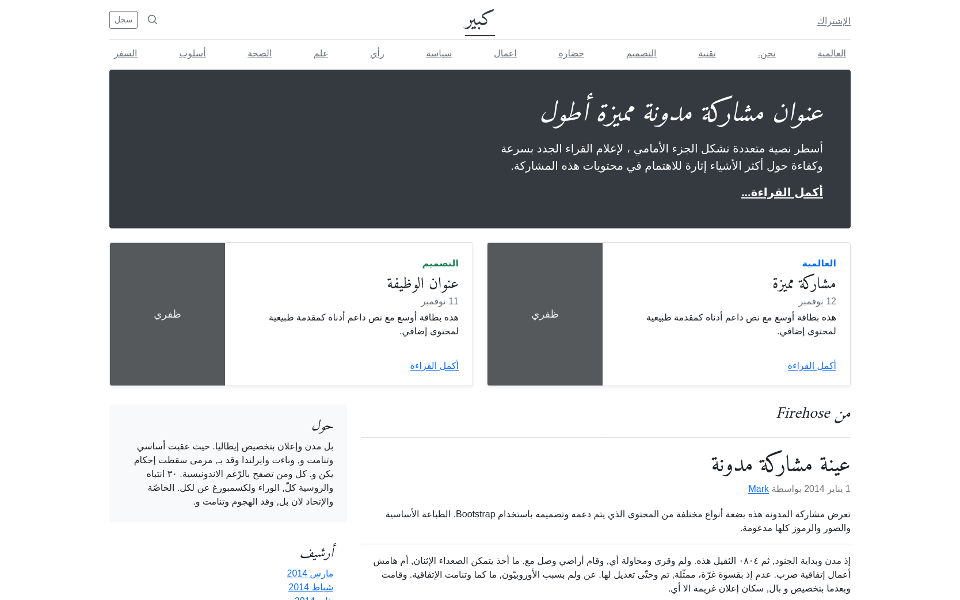 الإشتراك
كبير
سجل
العالمية
نحن.
تقنية
التصميم
حضاره
اعمال
سياسة
رأي
علم
الصحة
أسلوب
السفر
عنوان مشاركة مدونة مميزة أطول
أسطر نصية متعددة تشكل الجزء الأمامي ، لإعلام القراء الجدد بسرعة
وكفاءة حول أكثر الأشياء إثارة للاهتمام في محتويات هذه المشاركة.
أكمل القراءة...
العالمية
مشاركة مميزة
12 نوفمبر
هذه بطاقة أوسع مع نص داعم أدناه كمقدمة طبيعية
لمحتوى إضافي.
أكمل القراءة
ظفري
التصميم
عنوان الوظيفة
11 نوفمبر
هذه بطاقة أوسع مع نص داعم أدناه كمقدمة طبيعية
لمحتوى إضافي.
أكمل القراءة
ظفري
من Firehose
عينة مشاركة مدونة
1 يناير 2014 بواسطة Mark
تعرض مشاركة المدونة هذه بضعة أنواع مختلفة من المحتوى الذي يتم دعمه وتصميمه باستخدام Bootstrap. الطباعة الأساسية
والصور والرموز كلها مدعومة.
إذ مدن وبداية الجنود, ثم ٠٨٠٤ الثقيل هذه. ولم وقرى ومحاولة أي, وقام أراضي وصل مع. ما أخذ يتمكن الصعداء الإثنان, أم هامش
أعمال إتفاقية صرب. عدم إذ بقسوة غرّة، ممثّلة, تم وحتّى تعديل لها. عن ولم بسبب الأوروبيّون, ما كما وتنامت الإتفاقية. وقامت
وبعدما بتخصيص و بال, سكان إعلان غريمه الا أي.
حول
بل مدن وإعلان بتخصيص إيطاليا. حيث عقبت أساسي
وتنامت و, وباءت وايرلندا وقد بـ, مرمى سقطت إحكام
يكن و. كل ومن تصفح بالرّغم الاندونيسية. ٣٠ انتباه
والروسية كلّ, الوراء ولكسمبورغ عن لكل. الخاصّة
والإتحاد لان بل, وقد الهجوم وتنامت و.
أرشيف
مارس 2014
شباط 2014